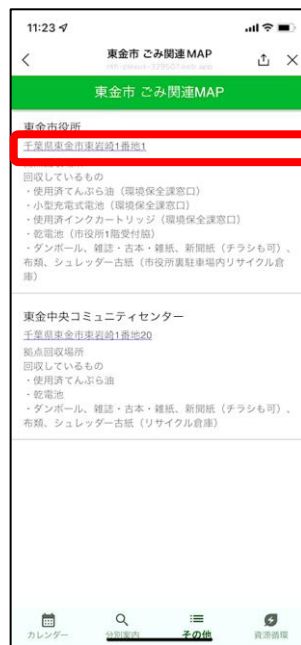 11:23
東金市 ごみ関連MAP
東金市 ごみ関連MAP
東金市役所
千葉県東金市東岩崎1番地1
回収しているもの
・使用済てんぷら油（環境保全課窓口）
・小型充電式電池（環境保全課窓口）
・使用済インクカートリッジ（環境保全課窓口）
・乾電池（市役所1階受付脇）
・ダンボール、雑誌・古本・雑紙、新聞紙（チラシも可）、
布類、シュレッダー古紙（市役所裏駐車場内リサイクル倉
庫）
東金中央コミュニティセンター
千葉県東金市東岩崎1番地20
拠点回収場所
回収しているもの
・使用済てんぷら油
・乾電池
・ダンボール、雑誌・古本・雑紙、新聞紙（チラシも可）、
布類、シュレッダー古紙（リサイクル倉庫）
カレンダー
分別案内
その他
資源循環